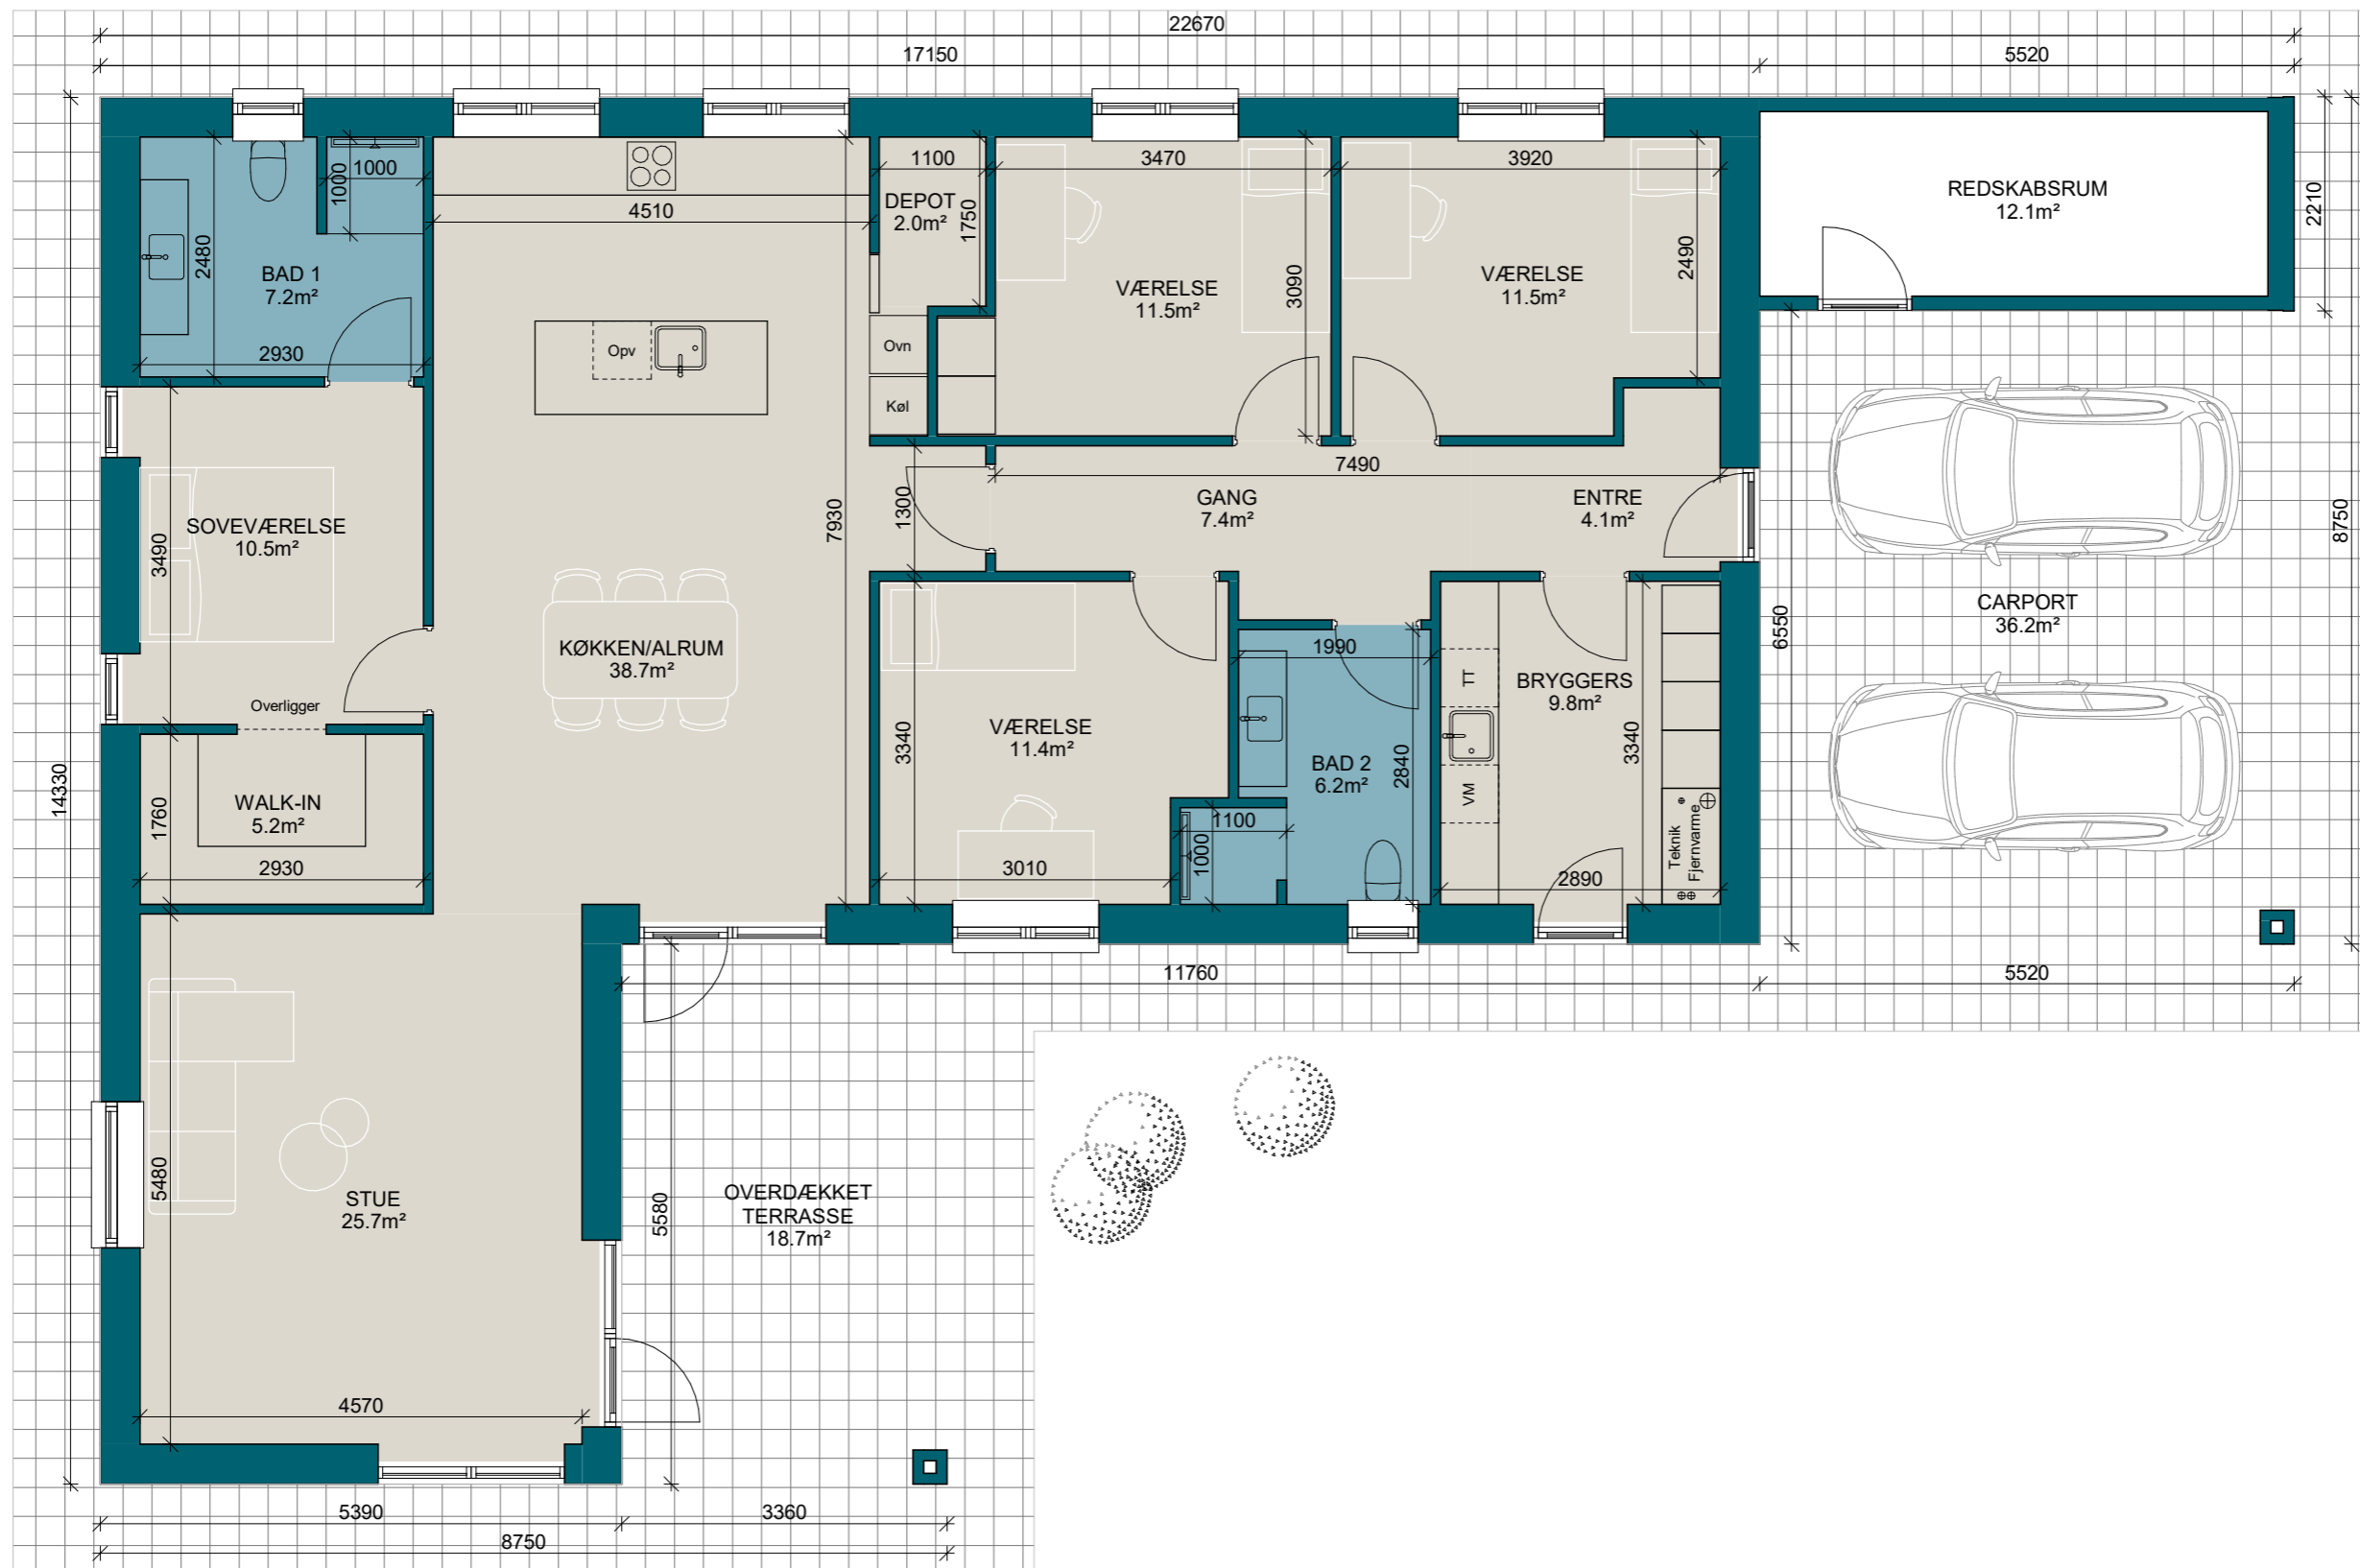 22670
17150
5520
1000
1000
2480
BAD 1
7.2m²
2930
4510
1100
DEPOT
2.0m²
1750
3470
VÆRELSE
11.5m²
3090
3920
VÆRELSE
11.5m²
2490
REDSKABSRUM
12.1m²
2210
Opv
Ovn
Køl
SOVEVÆRELSE
10.5m²
3490
Overligger
7930
1300
7490
GANG
7.4m²
ENTRE
4.1m²
8750
6550
CARPORT
36.2m²
KØKKEN/ALRUM
38.7m²
14330
WALK-IN
5.2m²
1760
2930
VÆRELSE
11.4m²
3340
3010
1990
BAD 2
6.2m²
2840
1100
1000
TT
VM
BRYGGERS
9.8m²
3340
2890
Teknik
Fjernvarme
11760
5520
STUE
25.7m²
5480
4570
5580
OVERDÆKKET
TERRASSE
18.7m²
5390
3360
8750